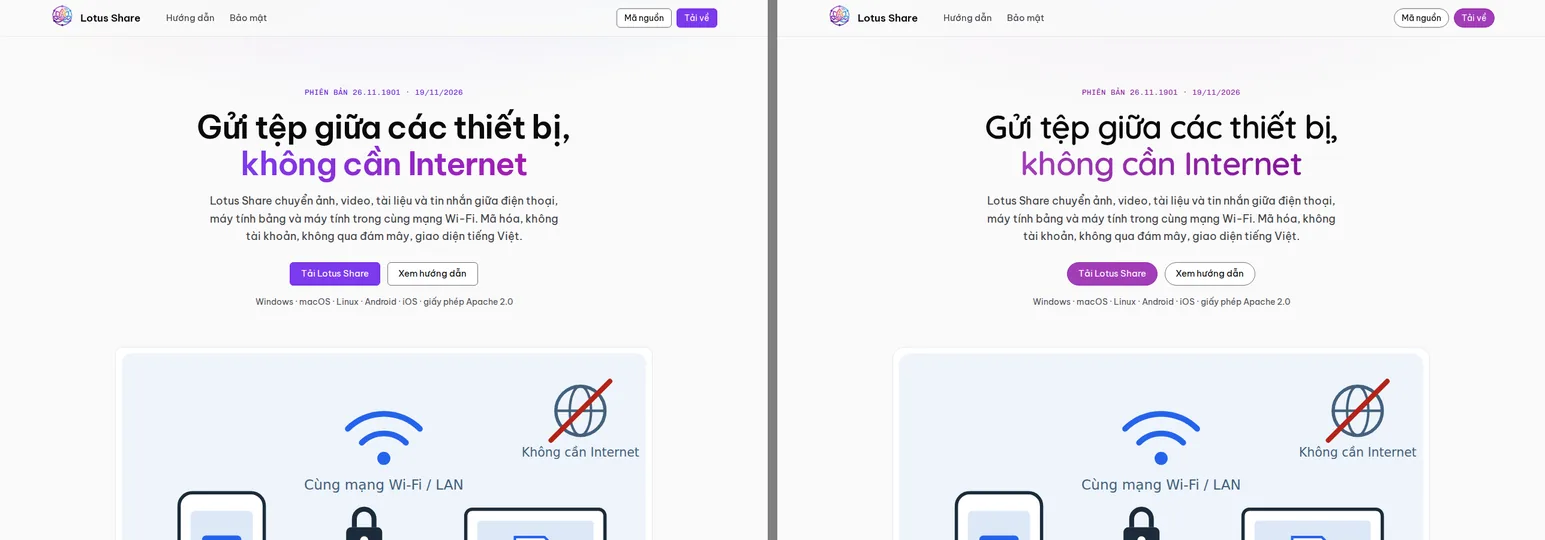 Lotus Share Hướng dẫn Bảo mật Mã nguồn Tải về
PHIÊN BẢN 26.11.1901 · 19/11/2026
Gửi tệp giữa các thiết bị,
không cần Internet
Lotus Share chuyển ảnh, video, tài liệu và tin nhắn giữa điện thoại,
máy tính bảng và máy tính trong cùng mạng Wi-Fi. Mã hóa, không
tài khoản, không qua đám mây, giao diện tiếng Việt.
Tải Lotus Share Xem hướng dẫn
Windows · macOS · Linux · Android · iOS · giấy phép Apache 2.0
Không cần Internet
Cùng mạng Wi-Fi / LAN
Lotus Share Hướng dẫn Bảo mật Mã nguồn Tải về
PHIÊN BẢN 26.11.1901 · 19/11/2026
Gửi tệp giữa các thiết bị,
không cần Internet
Lotus Share chuyển ảnh, video, tài liệu và tin nhắn giữa điện thoại,
máy tính bảng và máy tính trong cùng mạng Wi-Fi. Mã hóa, không
tài khoản, không qua đám mây, giao diện tiếng Việt.
Tải Lotus Share Xem hướng dẫn
Windows · macOS · Linux · Android · iOS · giấy phép Apache 2.0
Không cần Internet
Cùng mạng Wi-Fi / LAN